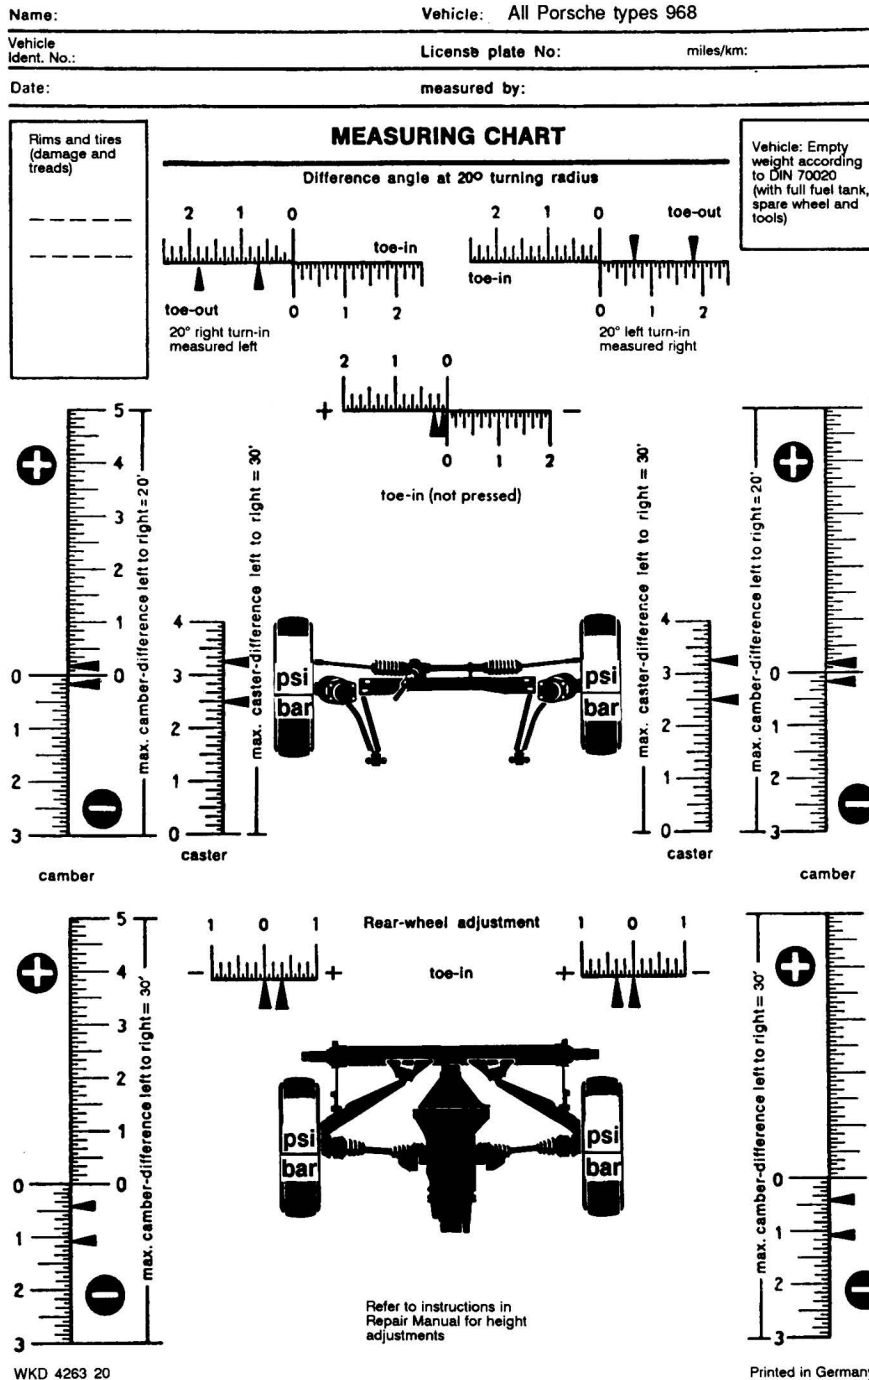 Name:
Vehicle: All Porsche types 968
Vehicle
Ident. No.:
License plate No:
miles/km:
Date:
measured by:
Rims and tires
(damage and
treads)
MEASURING CHART
Vehicle: Empty
weight according
to DIN 70020
(with full fuel tank,
spare wheel and
tools)
Difference angle at 20° turning radius
2 1 0
toe-in
toe-out
0 1 2
20° right turn-in
measured left
2 1 0
toe-out
toe-in
0 1 2
20° left turn-in
measured right
2 1 0
+ −
0 1 2
toe-in (not pressed)
+
5
4
3
2
1
0 0
1
2
3
−
max. camber-difference left to right = 20'
camber
4
3
2
1
0
max. caster-difference left to right = 30'
caster
psi
bar
psi
bar
max. caster-difference left to right = 30'
4
3
2
1
0
caster
max. camber-difference left to right = 20'
+
0
1
2
3
−
camber
Rear-wheel adjustment
1 0 1
− +
toe-in
1 0 1
+ −
+
5
4
3
2
1
0 0
1
2
3
−
max. camber-difference left to right = 30'
psi
bar
psi
bar
max. camber-difference left to right = 30'
+
0
1
2
3
−
Refer to instructions in
Repair Manual for height
adjustments
WKD 4263 20
Printed in Germany